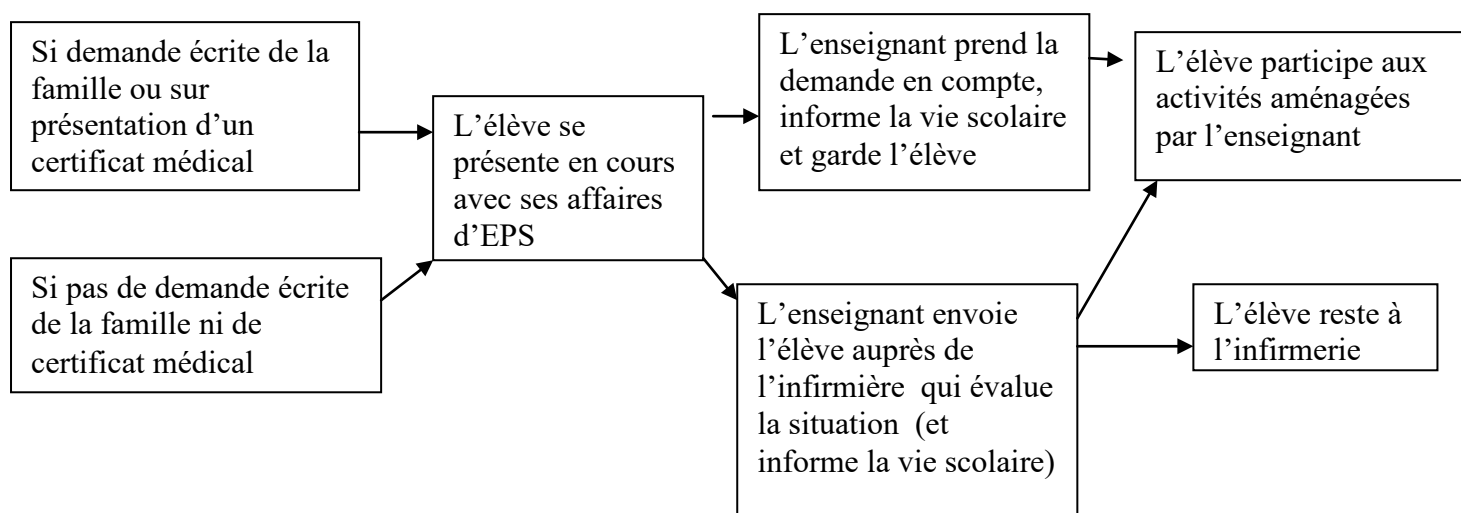 Si demande écrite de la
famille ou sur
présentation d’un
certificat médical
Si pas de demande écrite
de la famille ni de
certificat médical
L’élève se
présente en cours
avec ses affaires
d’EPS
L’enseignant prend la
demande en compte,
informe la vie scolaire
et garde l’élève
L’enseignant envoie
l’élève auprès de
l’infirmière qui évalue
la situation (et
informe la vie scolaire)
L’élève participe aux
activités aménagées
par l’enseignant
L’élève reste à
l’infirmerie